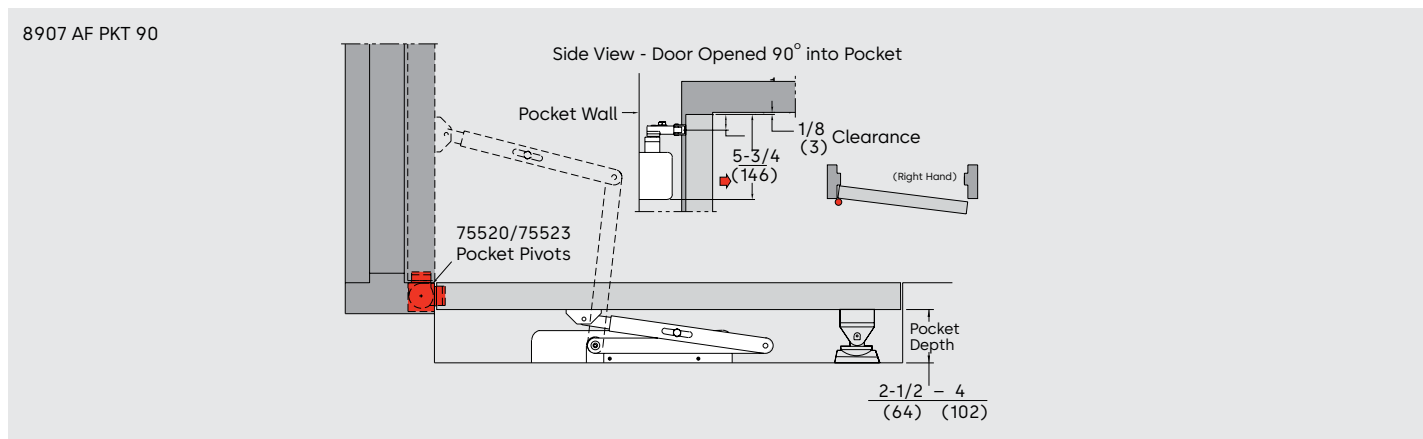 8907 AF PKT 90
Side View - Door Opened 90° into Pocket
Pocket Wall
1/8
(3)
Clearance
5-3/4
(146)
(Right Hand)
75520/75523
Pocket Pivots
Pocket
Depth
2-1/2 – 4
(64) (102)